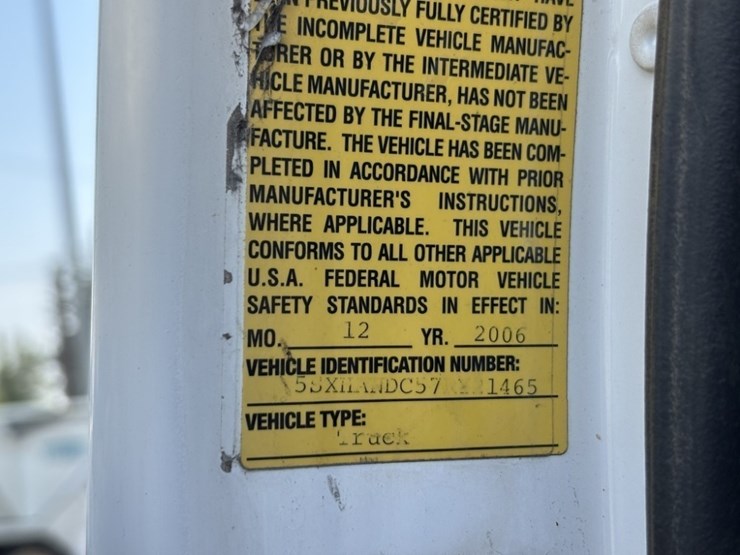 PREVIOUSLY FULLY CERTIFIED BY
INCOMPLETE VEHICLE MANUFAC-
TURER OR BY THE INTERMEDIATE VE-
HICLE MANUFACTURER, HAS NOT BEEN
AFFECTED BY THE FINAL-STAGE MANU-
FACTURE. THE VEHICLE HAS BEEN COM-
PLETED IN ACCORDANCE WITH PRIOR
MANUFACTURER'S INSTRUCTIONS,
WHERE APPLICABLE. THIS VEHICLE
CONFORMS TO ALL OTHER APPLICABLE
U.S.A. FEDERAL MOTOR VEHICLE
SAFETY STANDARDS IN EFFECT IN:
MO. 12 YR. 2006
VEHICLE IDENTIFICATION NUMBER:
VEHICLE TYPE:
Truck